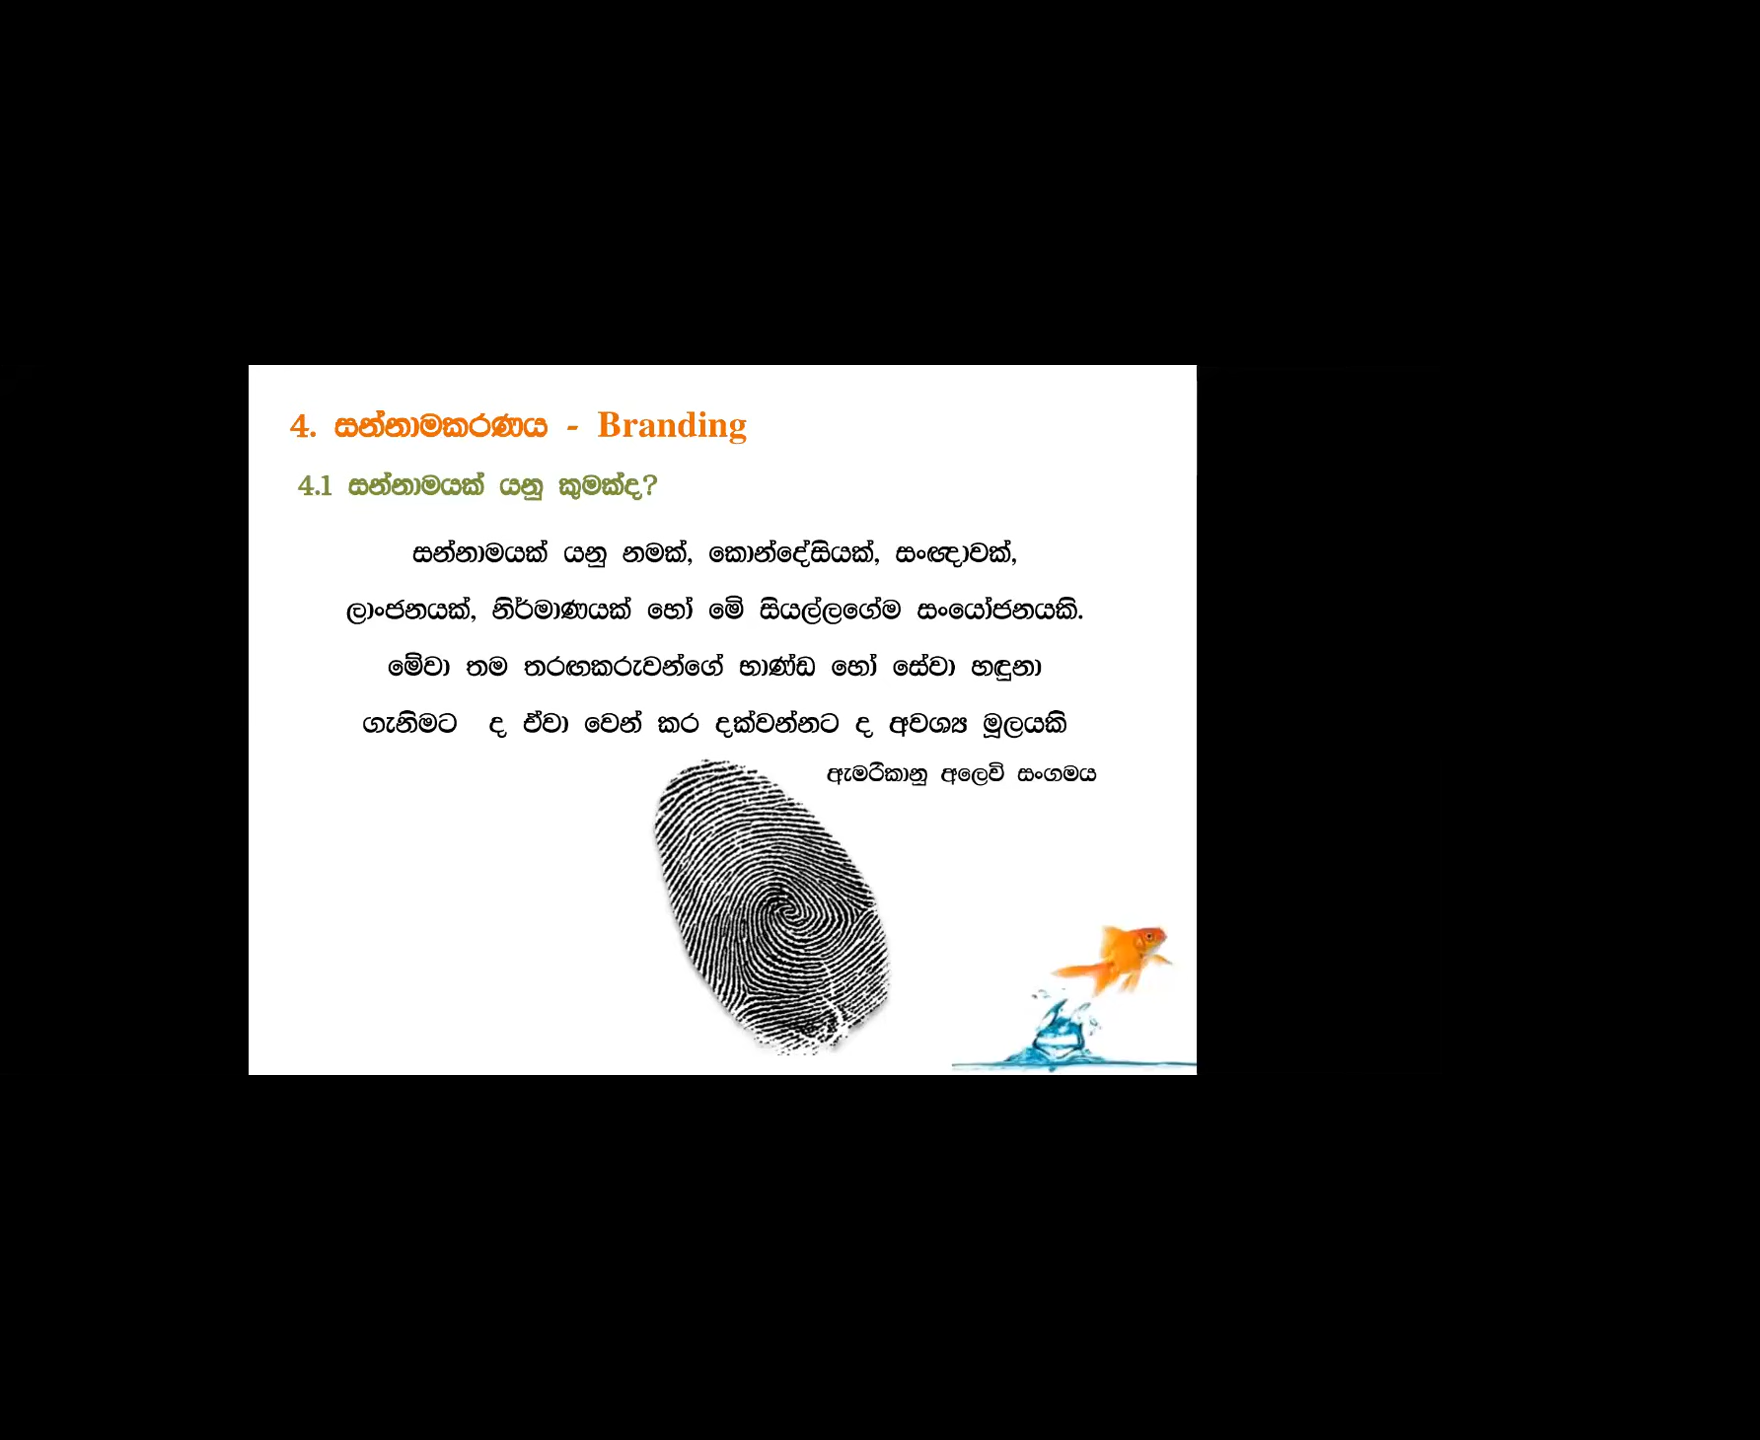 4. සන්නාමකරණය - Branding
4.1 සන්නාමයක් යනු කුමක්ද?
සන්නාමයක් යනු නමක්, කොන්දේසියක්, සංඥාවක්,
ලාංජනයක්, නිර්මාණයක් හෝ මේ සියල්ලගේම සංයෝජනයකි.
මේවා තම තරඟකරුවන්ගේ භාණ්ඩ හෝ සේවා හඳුනා
ගැනිමට ද ඒවා වෙන් කර දක්වන්නට ද අවශ්‍ය මූලයකි
ඇමරිකානු අලෙවි සංගමය